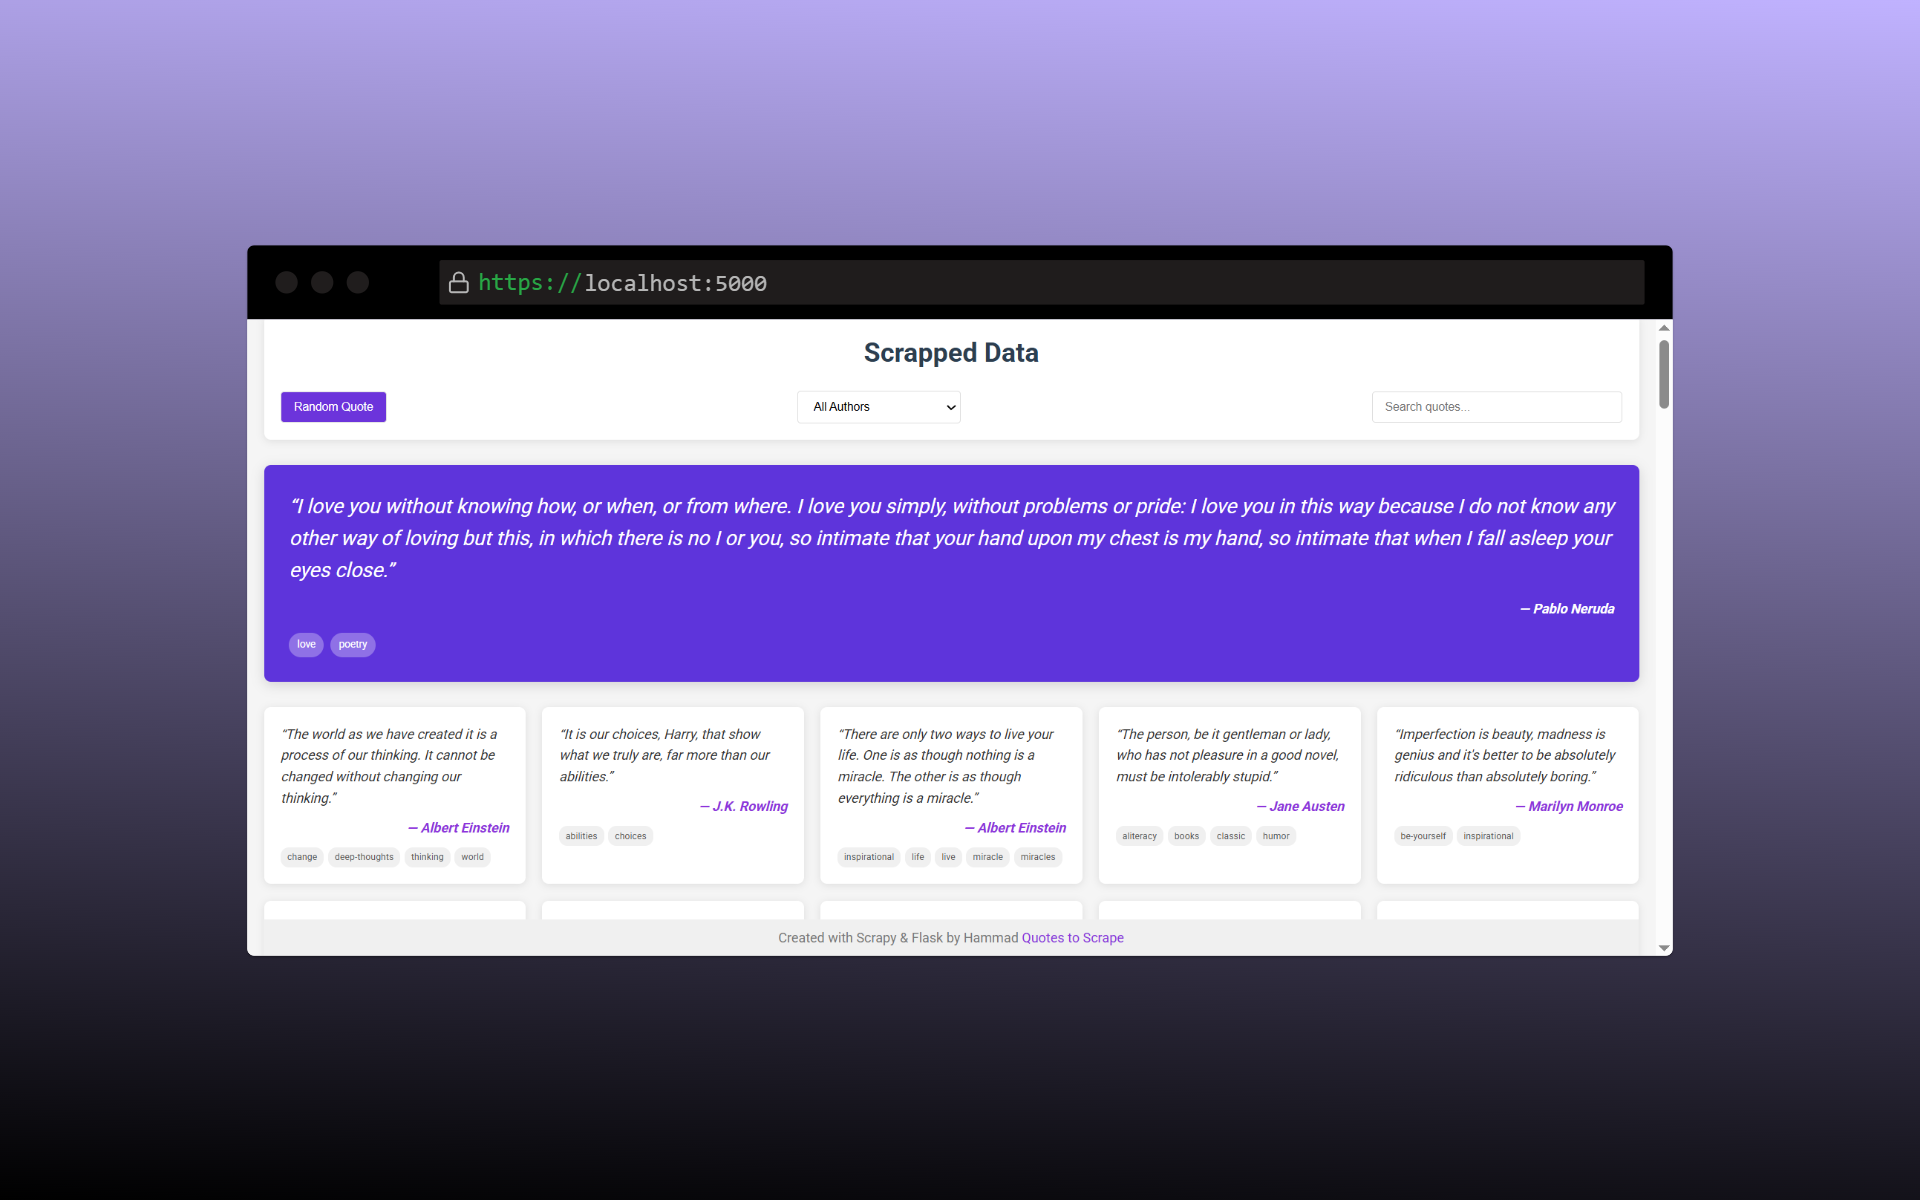 https://localhost:5000
Scrapped Data
Random Quote
All Authors
Search quotes...
“I love you without knowing how, or when, or from where. I love you simply, without problems or pride: I love you in this way because I do not know any
other way of loving but this, in which there is no I or you, so intimate that your hand upon my chest is my hand, so intimate that when I fall asleep your
eyes close.”
— Pablo Neruda
love poetry
“The world as we have created it is a
process of our thinking. It cannot be
changed without changing our
thinking.”
— Albert Einstein
change deep-thoughts thinking world
“It is our choices, Harry, that show
what we truly are, far more than our
abilities.”
— J.K. Rowling
abilities choices
“There are only two ways to live your
life. One is as though nothing is a
miracle. The other is as though
everything is a miracle.”
— Albert Einstein
inspirational life live miracle miracles
“The person, be it gentleman or lady,
who has not pleasure in a good novel,
must be intolerably stupid.”
— Jane Austen
aliteracy books classic humor
“Imperfection is beauty, madness is
genius and it's better to be absolutely
ridiculous than absolutely boring.”
— Marilyn Monroe
be-yourself inspirational
Created with Scrapy & Flask by Hammad Quotes to Scrape